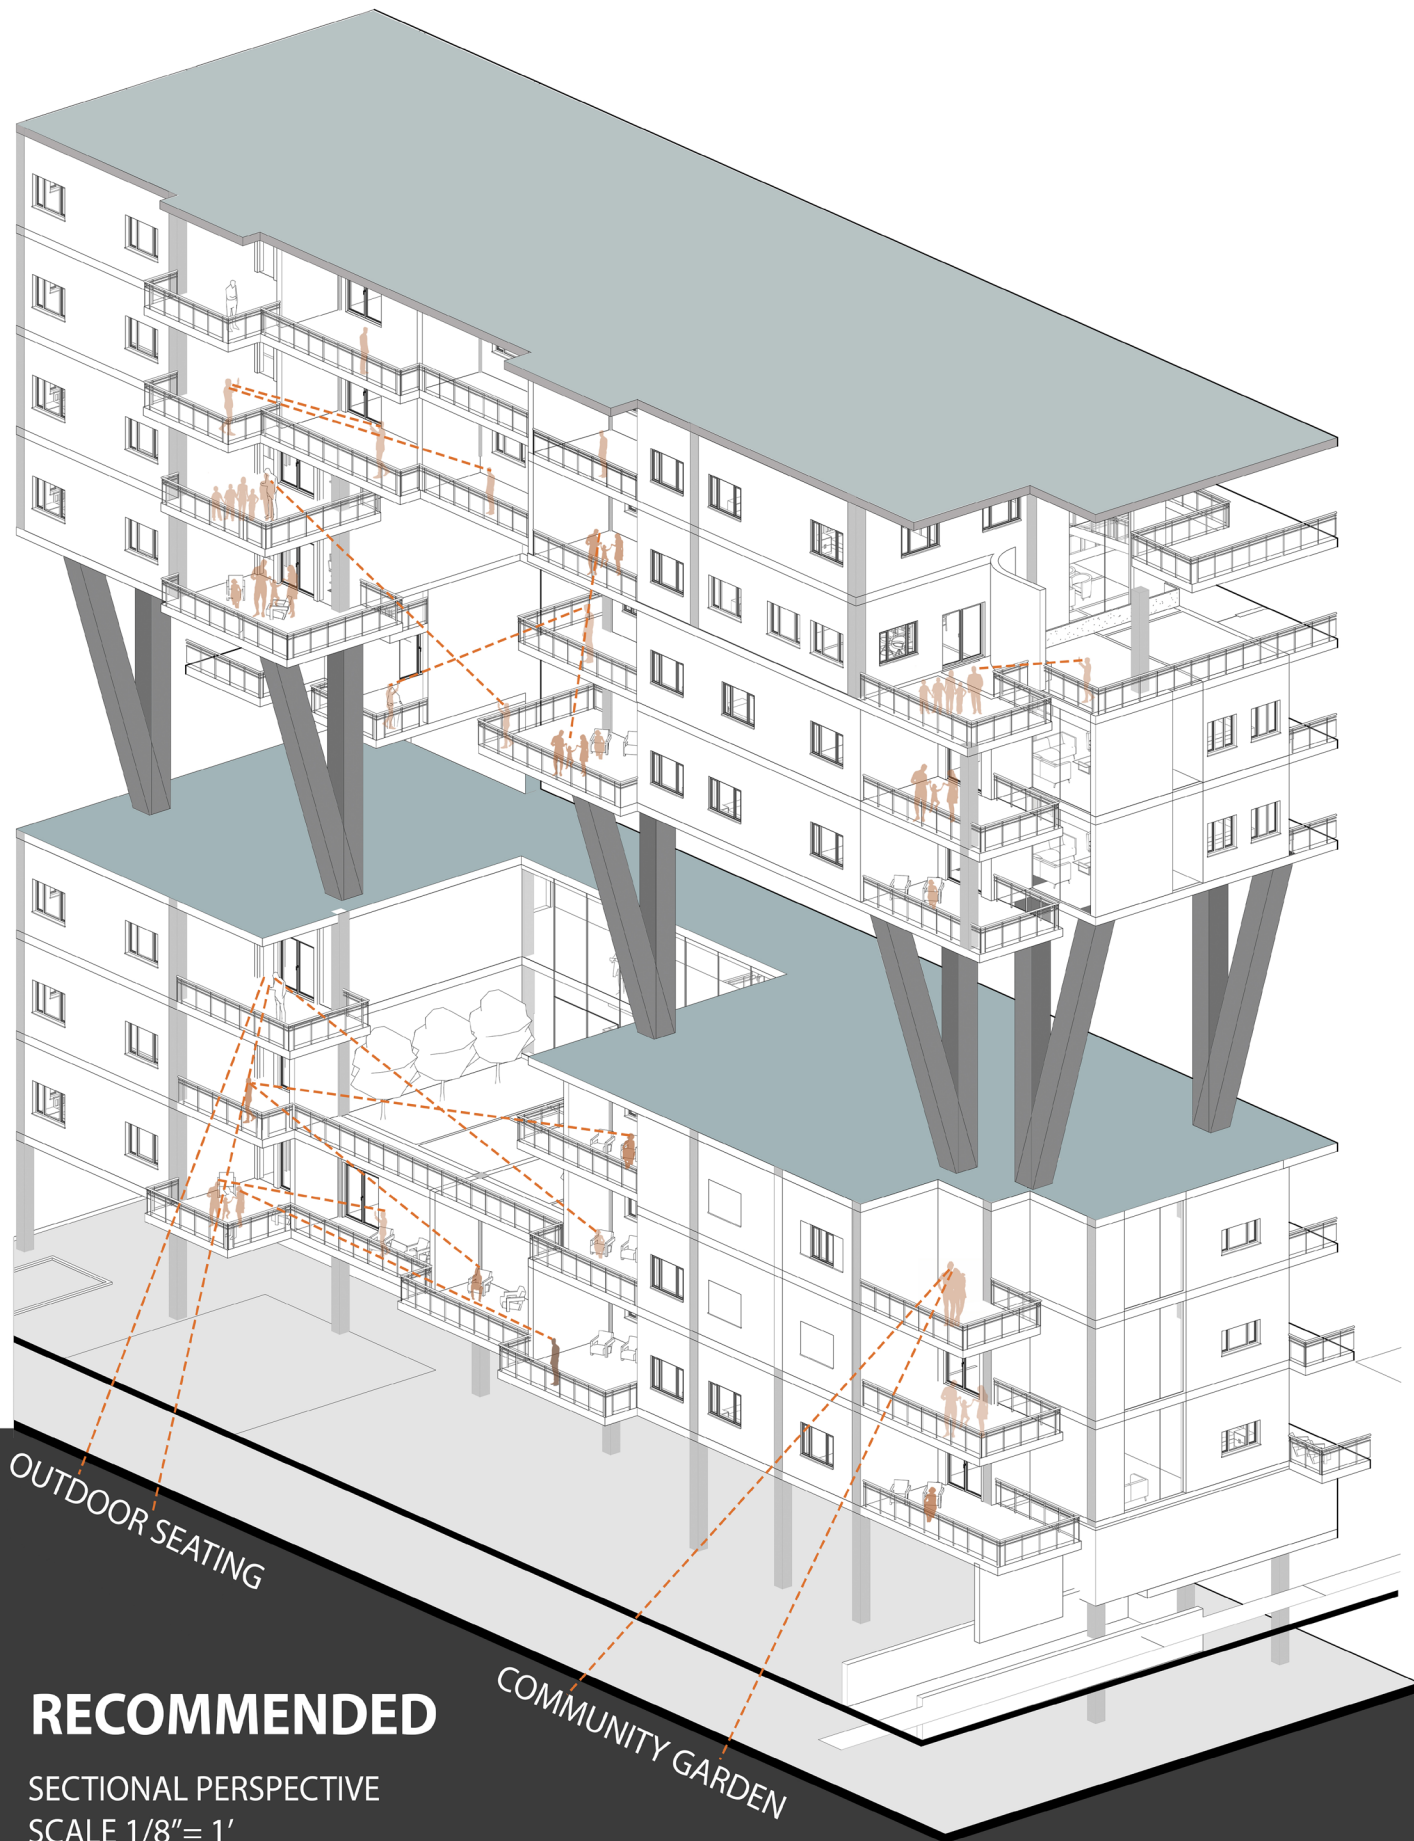 OUTDOOR SEATING
COMMUNITY GARDEN
RECOMMENDED
SECTIONAL PERSPECTIVE
SCALE 1/8"= 1'